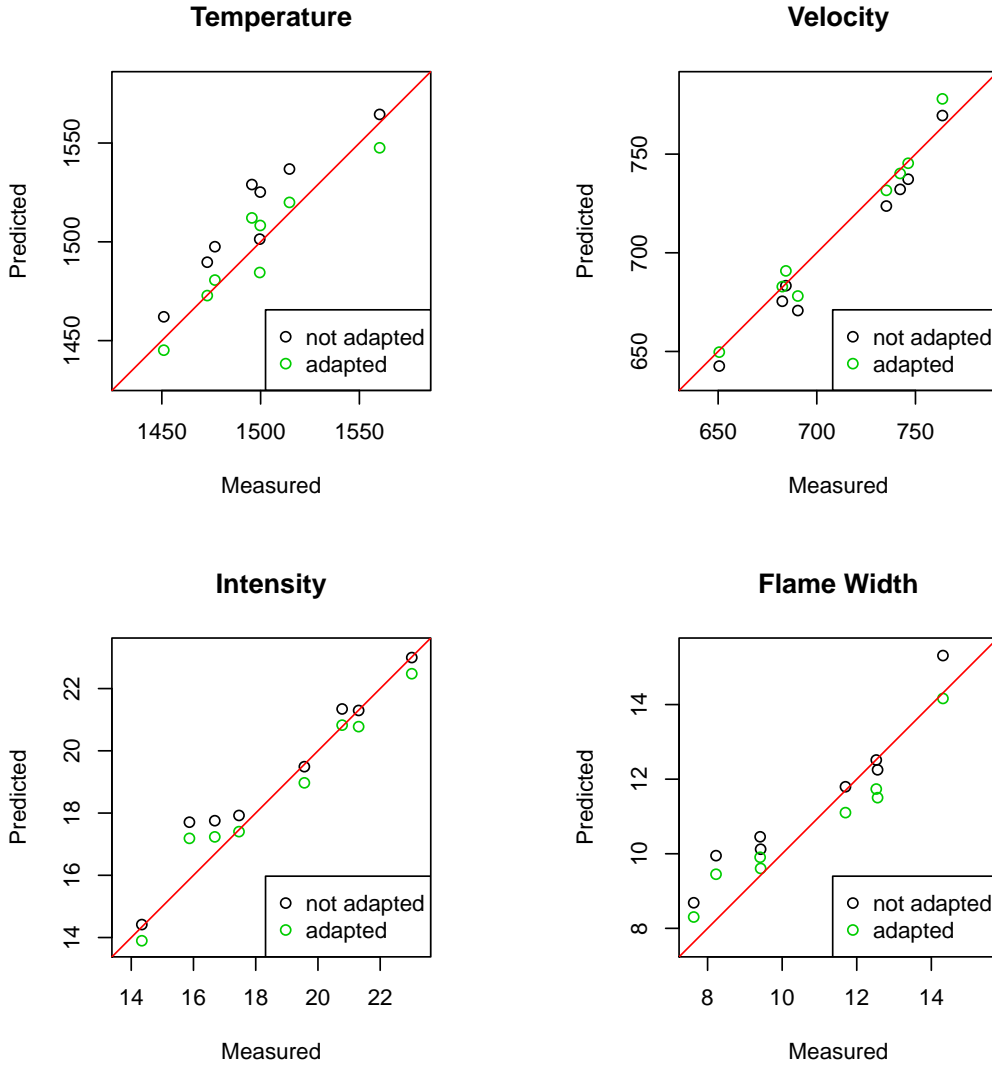 Temperature
Predicted
1550
1500
1450
not adapted
adapted
1450 1500 1550
Measured
Velocity
Predicted
750
700
650
not adapted
adapted
650 700 750
Measured
Intensity
Predicted
22
20
18
16
14
not adapted
adapted
14 16 18 20 22
Measured
Flame Width
Predicted
14
12
10
8
not adapted
adapted
8 10 12 14
Measured